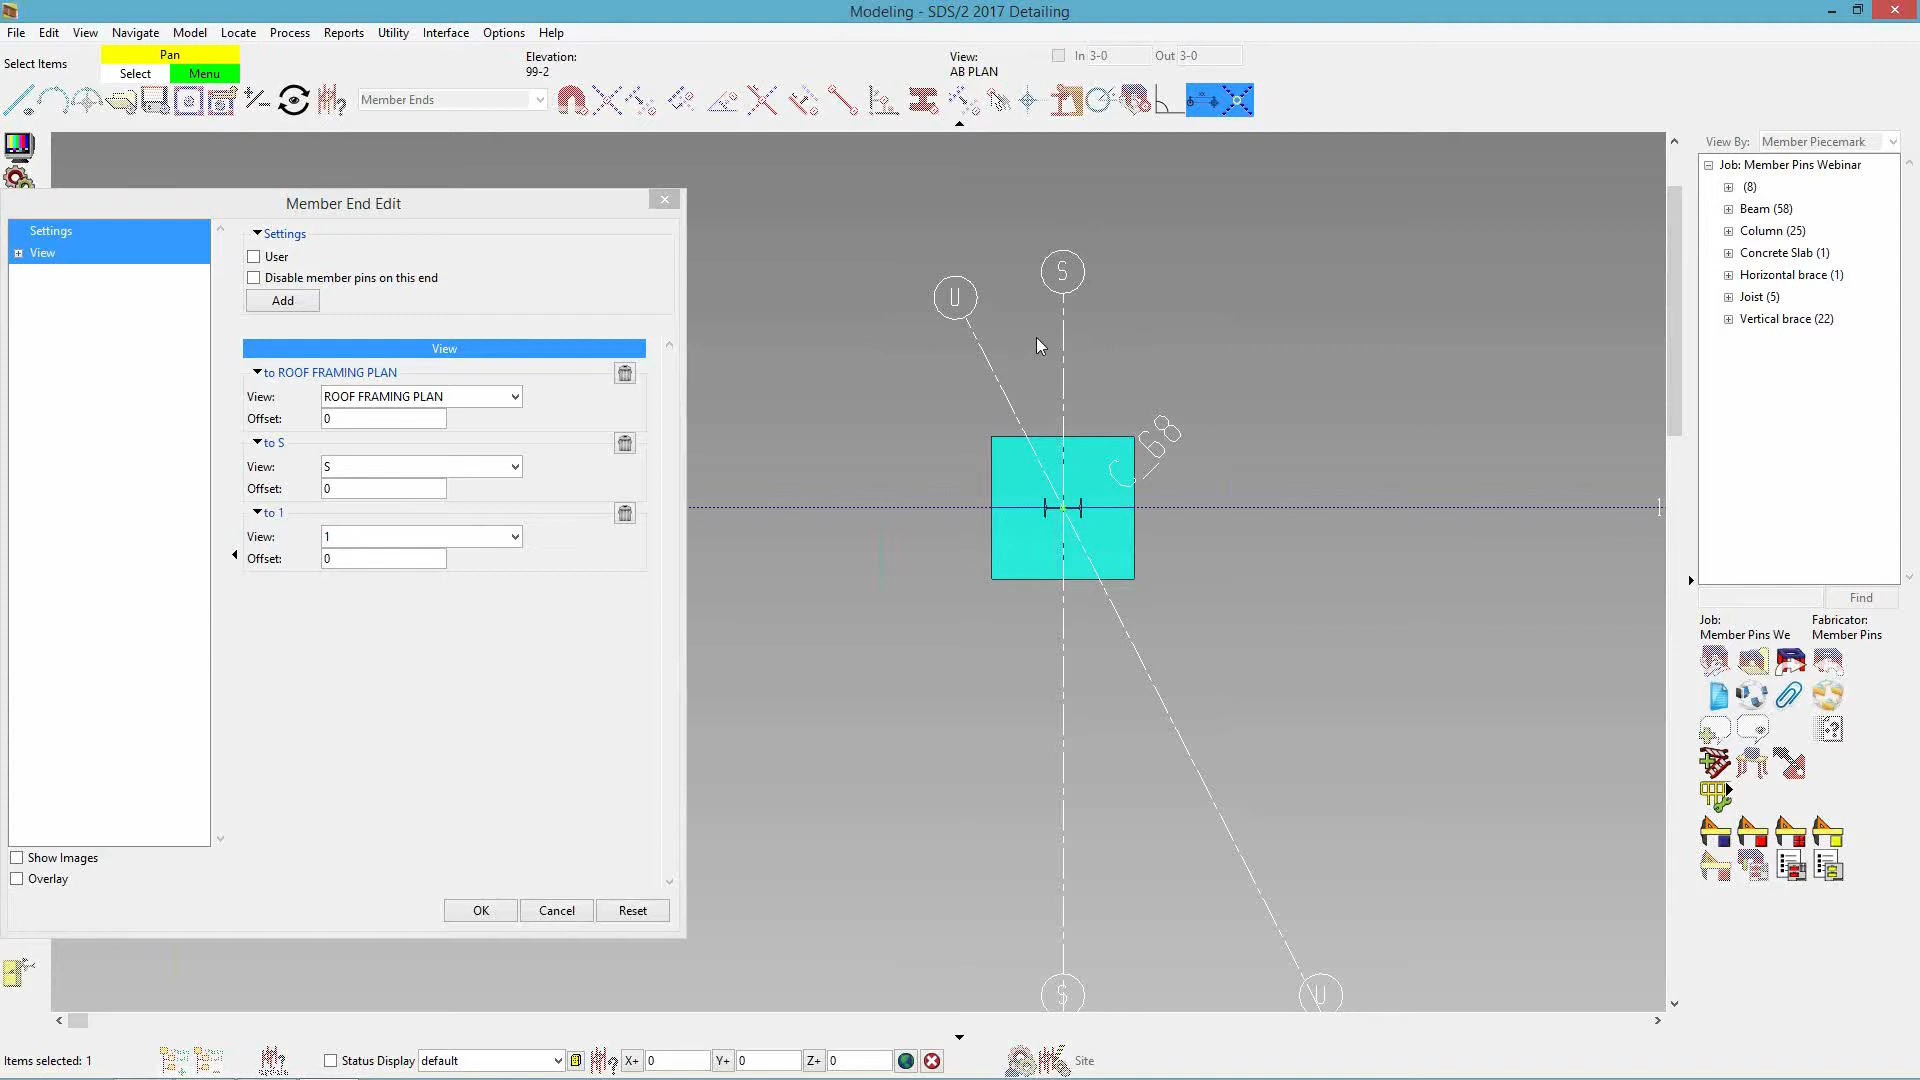 Modeling - SDS/2 2017 Detailing
File Edit View Navigate Model Locate Process Reports Utility Interface Options Help
Select Items
Pan
Select
Menu
Elevation:
99-2
View:
AB PLAN
In 3-0
Out 3-0
Member Ends
Member End Edit
Settings
View
Settings
User
Disable member pins on this end
Add
View
to ROOF FRAMING PLAN
View: ROOF FRAMING PLAN
Offset: 0
to S
View: S
Offset: 0
to 1
View: 1
Offset: 0
Show Images
Overlay
OK
Cancel
Reset
U
S
C_68
1
S
U
View By: Member Piecemark
Job: Member Pins Webinar
(8)
Beam (58)
Column (25)
Concrete Slab (1)
Horizontal brace (1)
Joist (5)
Vertical brace (22)
Find
Job:
Member Pins We
Fabricator:
Member Pins
Items selected: 1
Status Display
default
X+ 0
Y+ 0
Z+ 0
Site